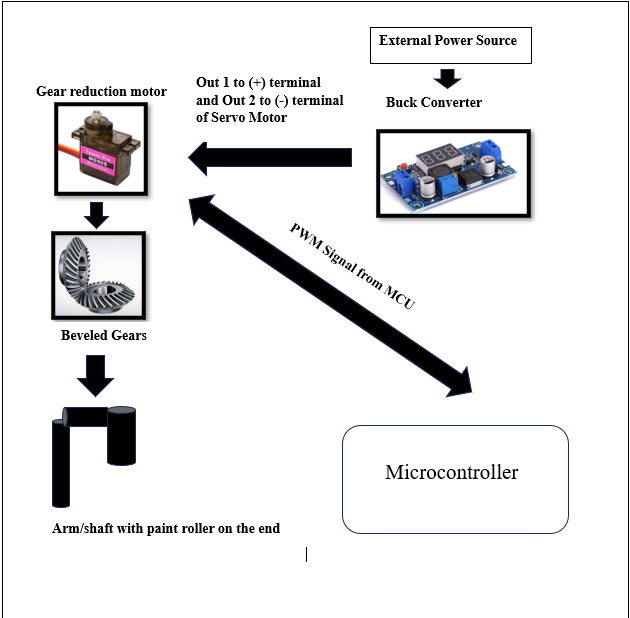 External Power Source
Gear reduction motor
Out 1 to (+) terminal
and Out 2 to (-) terminal
of Servo Motor
Buck Converter
MG90S
PWM Signal from MCU
Beveled Gears
Microcontroller
Arm/shaft with paint roller on the end